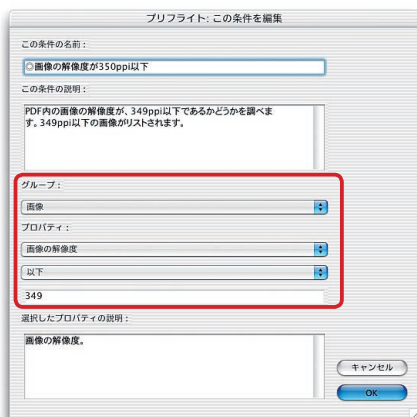 プリフライト: この条件を編集
この条件の名前：
◎画像の解像度が350ppi以下
この条件の説明：
PDF内の画像の解像度が、349ppi以下であるかどうかを調べま
す。349ppi以下の画像がリストされます。
グループ：
画像
プロパティ：
画像の解像度
以下
349
選択したプロパティの説明：
画像の解像度。
キャンセル
OK